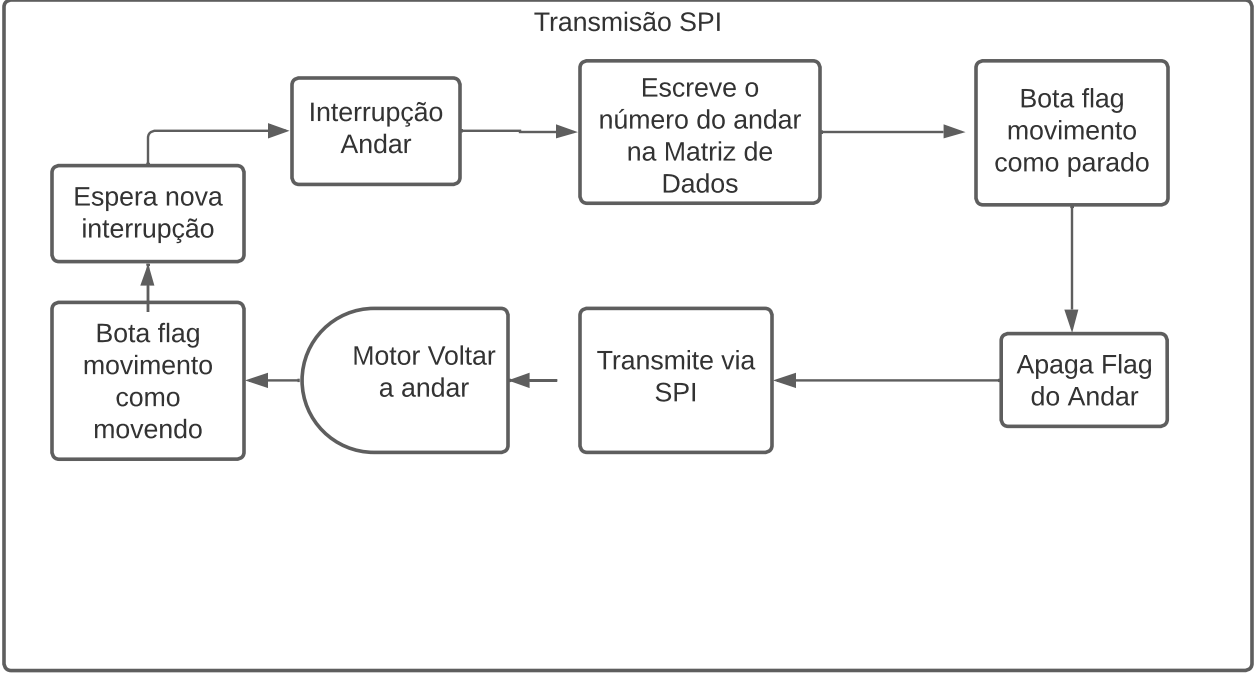 Transmisão SPI
Interrupção
Andar
Escreve o
número do andar
na Matriz de
Dados
Bota flag
movimento
como parado
Apaga Flag
do Andar
Transmite via
SPI
Motor Voltar
a andar
Bota flag
movimento
como
movendo
Espera nova
interrupção